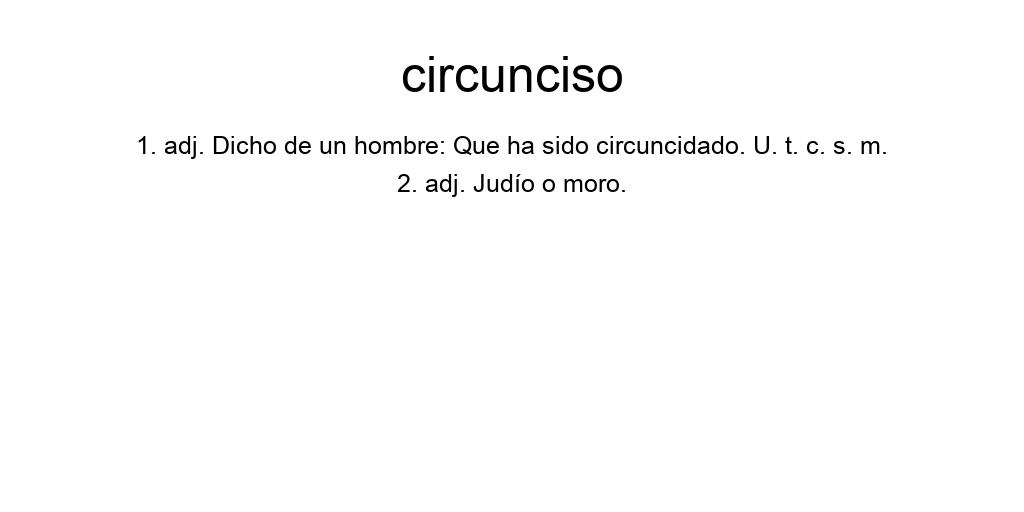 circunciso
1. adj. Dicho de un hombre: Que ha sido circuncidado. U. t. c. s. m.
2. adj. Judío o moro.